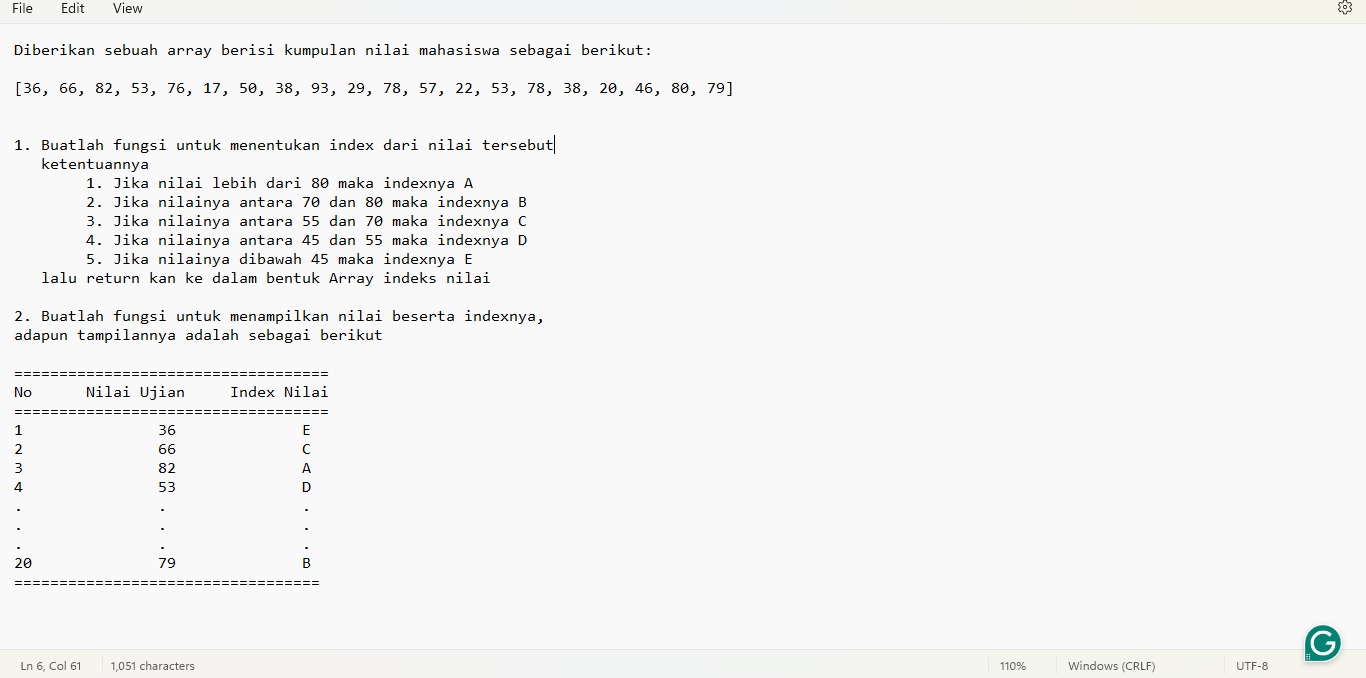 File Edit View
Diberikan sebuah array berisi kumpulan nilai mahasiswa sebagai berikut:
[36, 66, 82, 53, 76, 17, 50, 38, 93, 29, 78, 57, 22, 53, 78, 38, 20, 46, 80, 79]
1. Buatlah fungsi untuk menentukan index dari nilai tersebut
ketentuannya
1. Jika nilai lebih dari 80 maka indexnya A
2. Jika nilainya antara 70 dan 80 maka indexnya B
3. Jika nilainya antara 55 dan 70 maka indexnya C
4. Jika nilainya antara 45 dan 55 maka indexnya D
5. Jika nilainya dibawah 45 maka indexnya E
lalu return kan ke dalam bentuk Array indeks nilai
2. Buatlah fungsi untuk menampilkan nilai beserta indexnya,
adapun tampilannya adalah sebagai berikut
===================================
No Nilai Ujian Index Nilai
===================================
1 36 E
2 66 C
3 82 A
4 53 D
. . .
. . .
. . .
20 79 B
==================================
Ln 6, Col 61 1,051 characters 110% Windows (CRLF) UTF-8